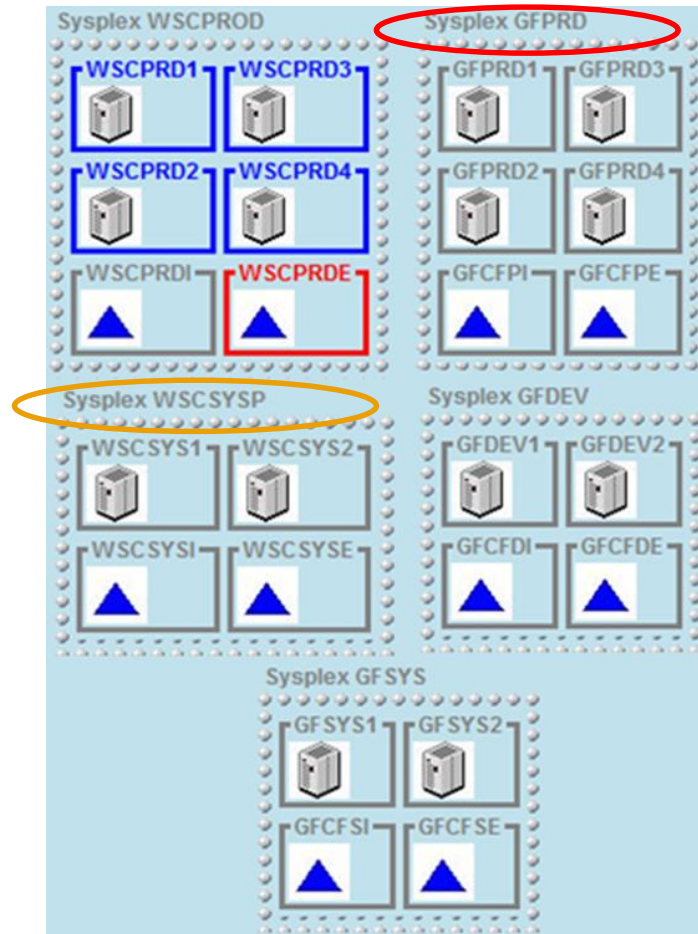 Sysplex WSCPROD
WSCPRD1 WSCPRD3
WSCPRD2 WSCPRD4
WSCPRDI WSCPRDE
Sysplex GFPRD
GFPRD1 GFPRD3
GFPRD2 GFPRD4
GFCFPI GFCFPE
Sysplex WSCSYSP
WSCSYS1 WSCSYS2
WSCSYSI WSCSYSE
Sysplex GFDEV
GFDEV1 GFDEV2
GFCFDI GFCFDE
Sysplex GFSYS
GFSYS1 GFSYS2
GFCFSI GFCFSE